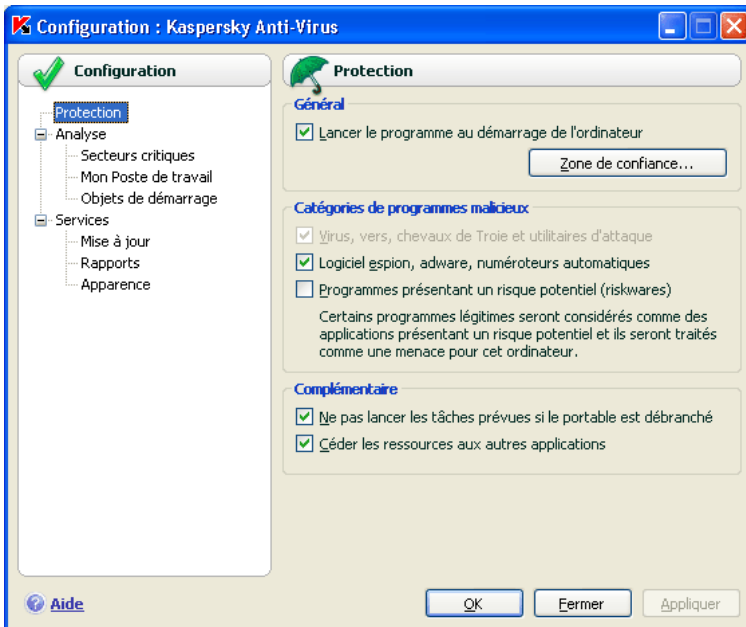 Configuration : Kaspersky Anti-Virus
Configuration
Protection
Analyse
Secteurs critiques
Mon Poste de travail
Objets de démarrage
Services
Mise à jour
Rapports
Apparence
Protection
Général
Lancer le programme au démarrage de l'ordinateur
Zone de confiance...
Catégories de programmes malicieux
Virus, vers, chevaux de Troie et utilitaires d'attaque
Logiciel espion, adware, numéroteurs automatiques
Programmes présentant un risque potentiel (riskwares)
Certains programmes légitimes seront considérés comme des
applications présentant un risque potentiel et ils seront traités
comme une menace pour cet ordinateur.
Complémentaire
Ne pas lancer les tâches prévues si le portable est débranché
Céder les ressources aux autres applications
Aide
OK
Fermer
Appliquer